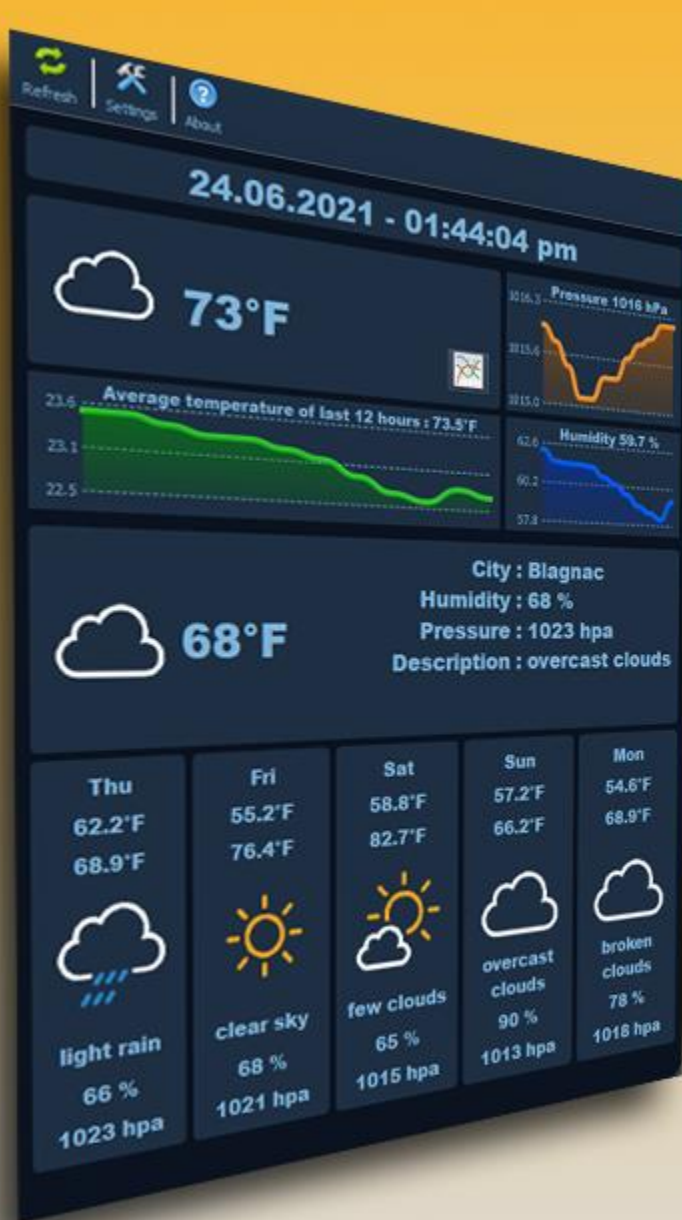 Refresh
Settings
About
24.06.2021 - 01:44:04 pm
73°F
Pressure 1016 hPa
1016.3
1015.6
1015.0
Average temperature of last 12 hours : 73.5°F
23.6
23.1
22.5
Humidity 59.7 %
62.6
60.2
57.8
68°F
City : Blagnac
Humidity : 68 %
Pressure : 1023 hpa
Description : overcast clouds
Thu
62.2°F
68.9°F
light rain
66 %
1023 hpa
Fri
55.2°F
76.4°F
clear sky
68 %
1021 hpa
Sat
58.8°F
82.7°F
few clouds
65 %
1015 hpa
Sun
57.2°F
66.2°F
overcast
clouds
90 %
1013 hpa
Mon
54.6°F
68.9°F
broken
clouds
78 %
1018 hpa